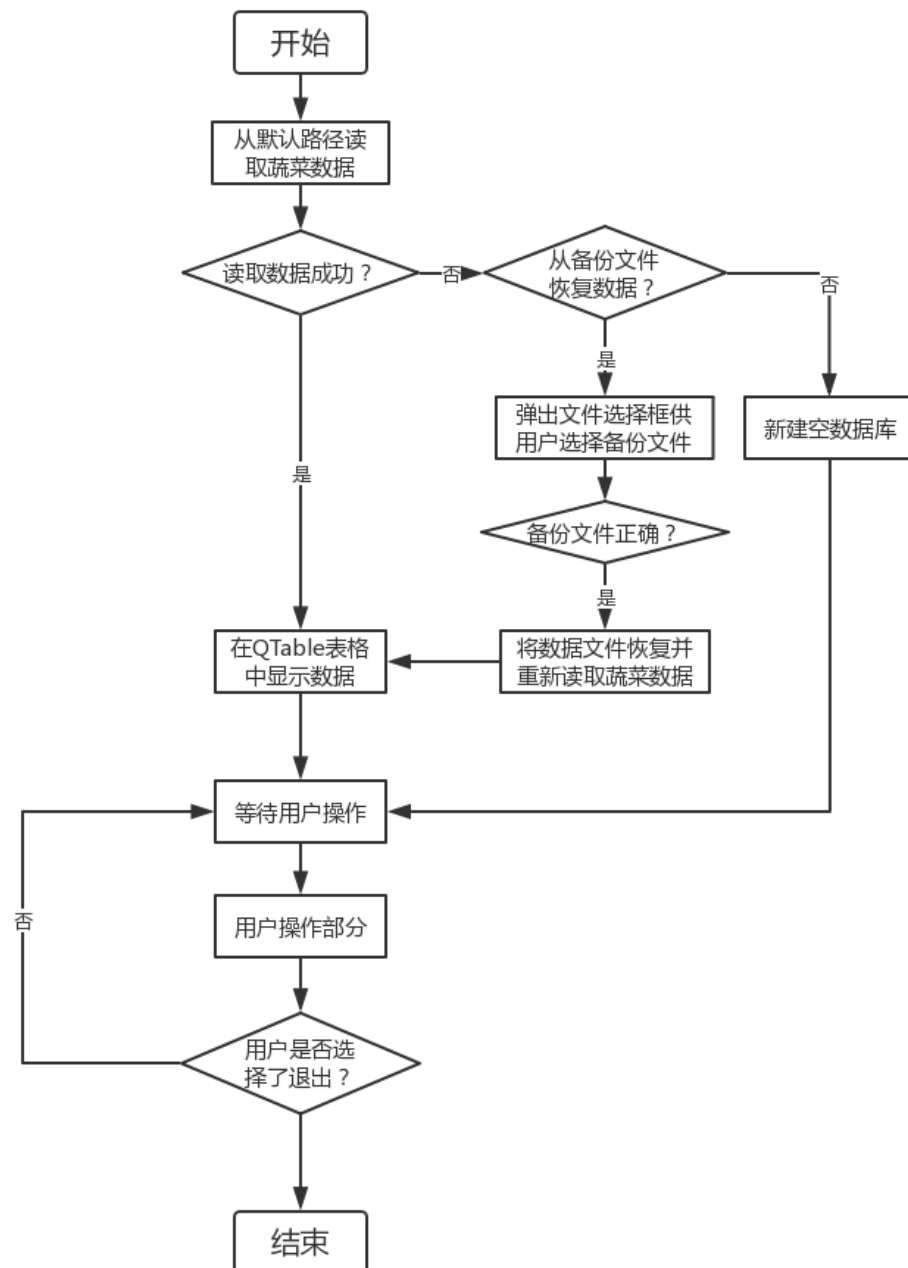 开始
从默认路径读
取蔬菜数据
读取数据成功？
否
从备份文件
恢复数据？
否
是
弹出文件选择框供
用户选择备份文件
新建空数据库
是
备份文件正确？
是
在QTable表格
中显示数据
将数据文件恢复并
重新读取蔬菜数据
等待用户操作
否
用户操作部分
用户是否选
择了退出？
结束